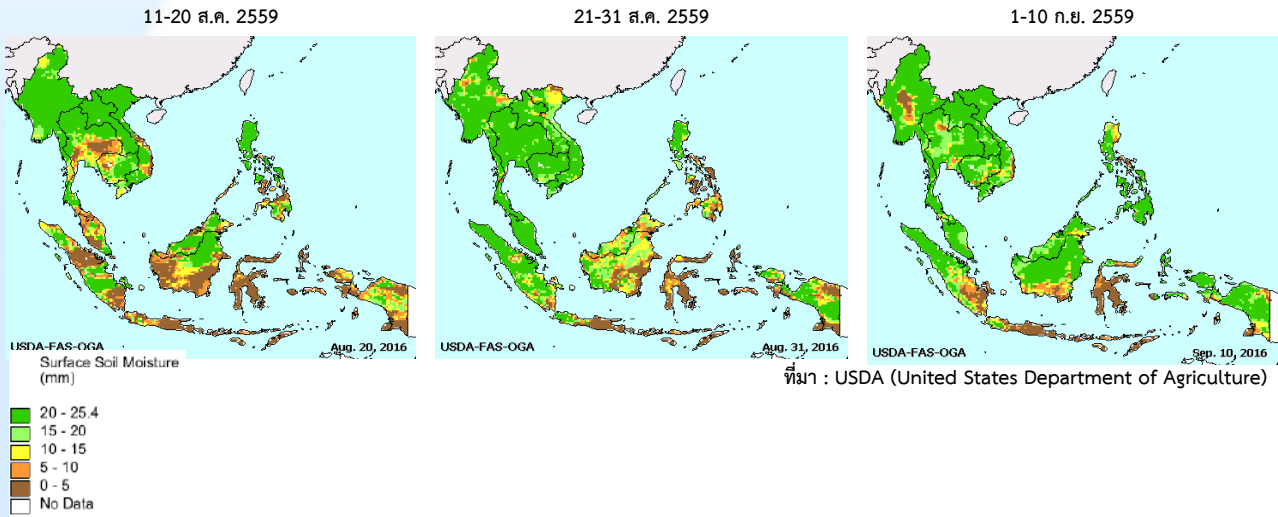 11-20 ส.ค. 2559
21-31 ส.ค. 2559
1-10 ก.ย. 2559
USDA-FAS-OGA
Aug. 20, 2016
USDA-FAS-OGA
Aug. 31, 2016
USDA-FAS-OGA
Sep. 10, 2016
ที่มา : USDA (United States Department of Agriculture)
Surface Soil Moisture
(mm)
20 - 25.4
15 - 20
10 - 15
5 - 10
0 - 5
No Data